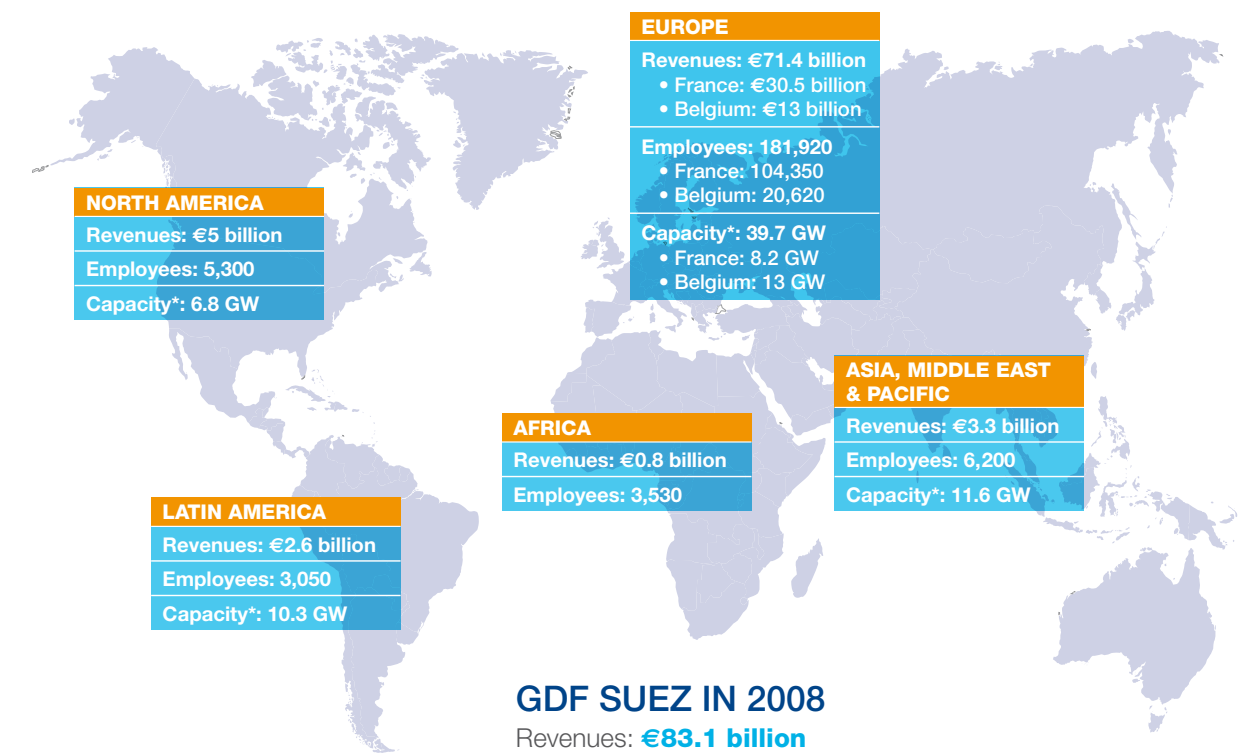 EUROPE
Revenues: €71.4 billion
• France: €30.5 billion
• Belgium: €13 billion
Employees: 181,920
• France: 104,350
• Belgium: 20,620
Capacity*: 39.7 GW
• France: 8.2 GW
• Belgium: 13 GW
NORTH AMERICA
Revenues: €5 billion
Employees: 5,300
Capacity*: 6.8 GW
ASIA, MIDDLE EAST
& PACIFIC
Revenues: €3.3 billion
Employees: 6,200
Capacity*: 11.6 GW
AFRICA
Revenues: €0.8 billion
Employees: 3,530
LATIN AMERICA
Revenues: €2.6 billion
Employees: 3,050
Capacity*: 10.3 GW
GDF SUEZ IN 2008
Revenues: €83.1 billion